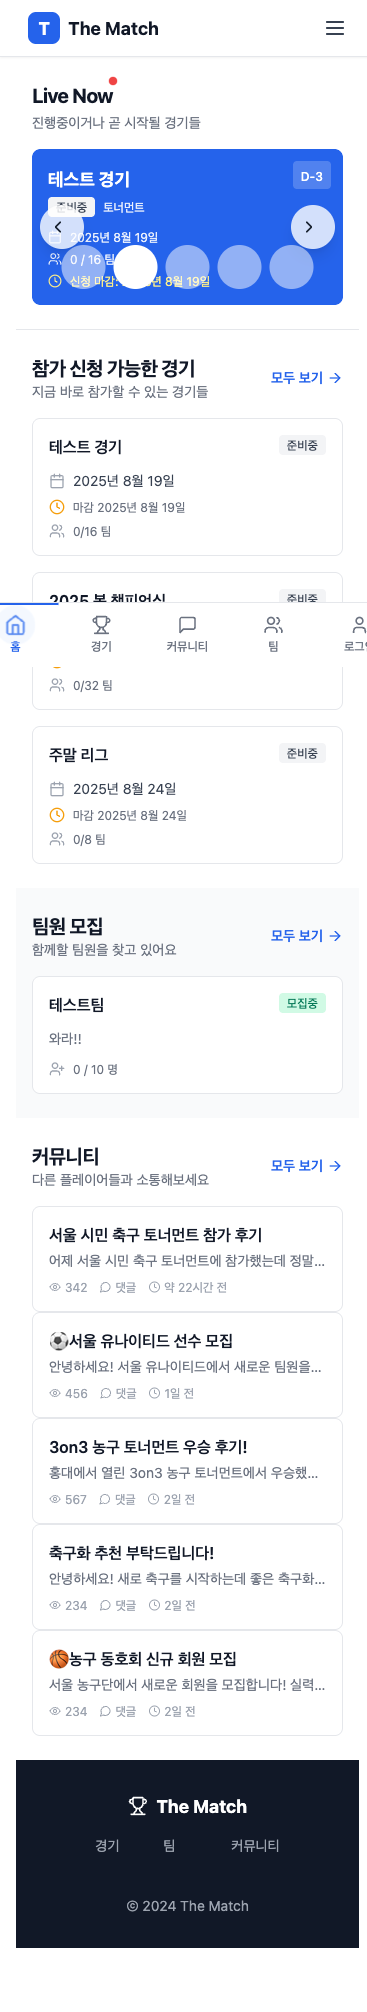 T The Match
Live Now
진행중이거나 곧 시작될 경기들
테스트 경기
D-3
준비중 토너먼트
2025년 8월 19일
0 / 16 팀
신청 마감: 8월 19일
참가 신청 가능한 경기
모두 보기 →
지금 바로 참가할 수 있는 경기들
테스트 경기
준비중
2025년 8월 19일
마감 2025년 8월 19일
0/16 팀
2025 봄 챔피언십
준비중
홈
경기
커뮤니티
팀
0/32 팀
주말 리그
준비중
2025년 8월 24일
마감 2025년 8월 24일
0/8 팀
팀원 모집
모두 보기 →
함께할 팀원을 찾고 있어요
테스트팀
모집중
와라!!
0 / 10 명
커뮤니티
모두 보기 →
다른 플레이어들과 소통해보세요
서울 시민 축구 토너먼트 참가 후기
어제 서울 시민 축구 토너먼트에 참가했는데 정말...
342 댓글 약 22시간 전
⚽서울 유나이티드 선수 모집
안녕하세요! 서울 유나이티드에서 새로운 팀원을...
456 댓글 1일 전
3on3 농구 토너먼트 우승 후기!
홍대에서 열린 3on3 농구 토너먼트에서 우승했...
567 댓글 2일 전
축구화 추천 부탁드립니다!
안녕하세요! 새로 축구를 시작하는데 좋은 축구화...
234 댓글 2일 전
🏀농구 동호회 신규 회원 모집
서울 농구단에서 새로운 회원을 모집합니다! 실력...
234 댓글 2일 전
The Match
경기 팀 커뮤니티
© 2024 The Match